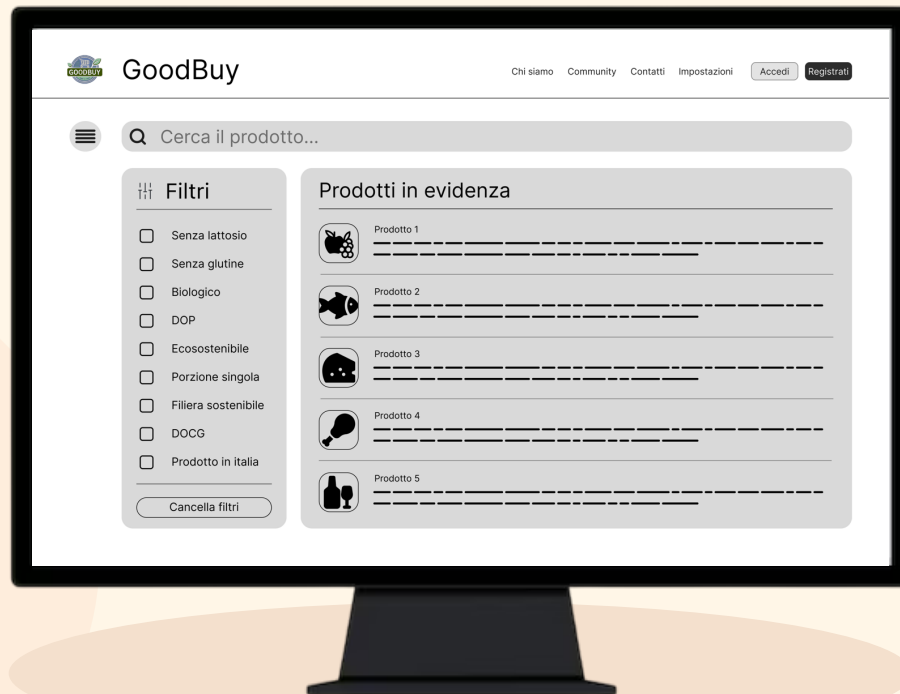 GOODBUY
GoodBuy
Chi siamo Community Contatti Impostazioni Accedi Registrati
Cerca il prodotto...
Filtri
Senza lattosio
Senza glutine
Biologico
DOP
Ecosostenibile
Porzione singola
Filiera sostenibile
DOCG
Prodotto in italia
Cancella filtri
Prodotti in evidenza
Prodotto 1
Prodotto 2
Prodotto 3
Prodotto 4
Prodotto 5